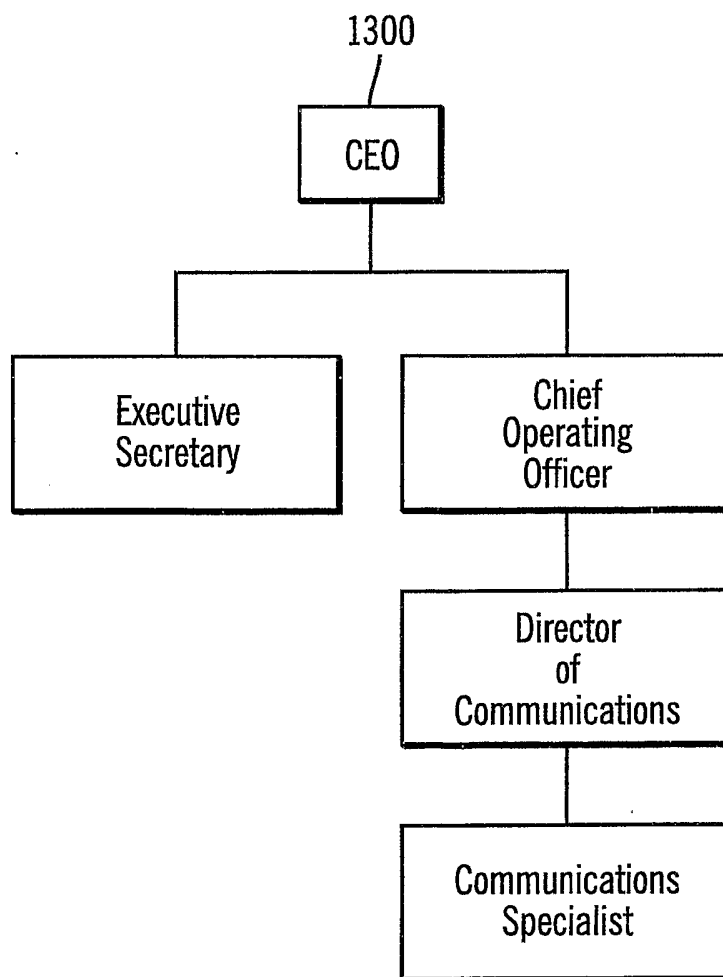 1300
CEO
Executive
Secretary
Chief
Operating
Officer
Director
of
Communications
Communications
Specialist